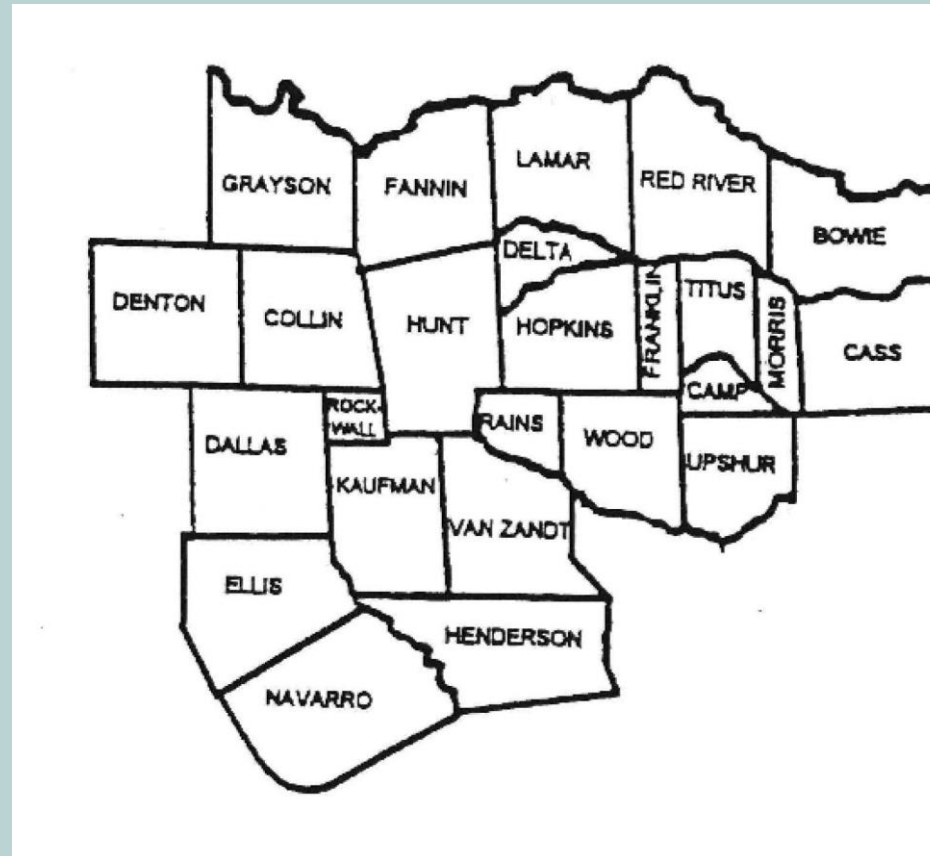 LAMAR
GRAYSON
FANNIN
RED RIVER
BOWIE
DELTA
DENTON
COLLIN
HUNT
HOPKINS
FRANKLIN
TITUS
MORRIS
CASS
CAMP
ROCK-
WALL
DALLAS
RAINS
WOOD
UPSHUR
KAUFMAN
VAN ZANDT
ELLIS
HENDERSON
NAVARRO